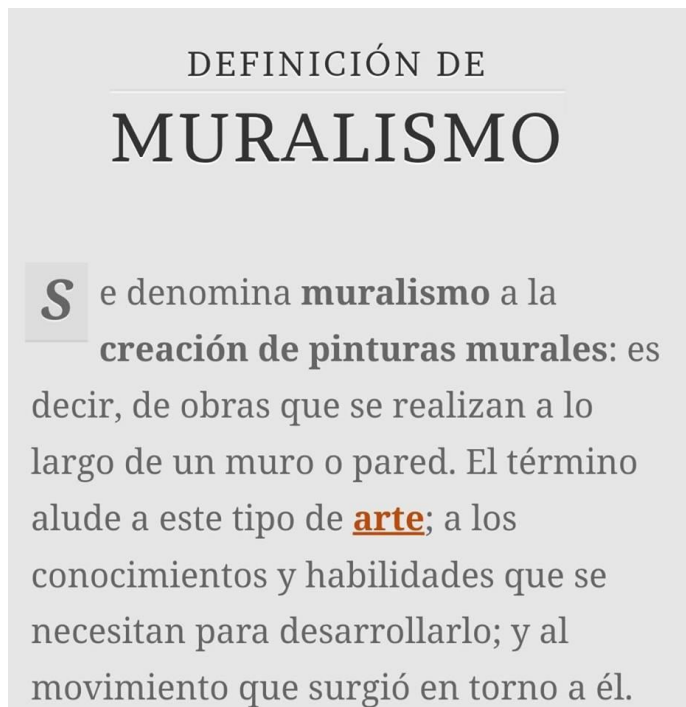 DEFINICIÓN DE
MURALISMO
Se denomina muralismo a la
creación de pinturas murales: es
decir, de obras que se realizan a lo
largo de un muro o pared. El término
alude a este tipo de arte; a los
conocimientos y habilidades que se
necesitan para desarrollarlo; y al
movimiento que surgió en torno a él.